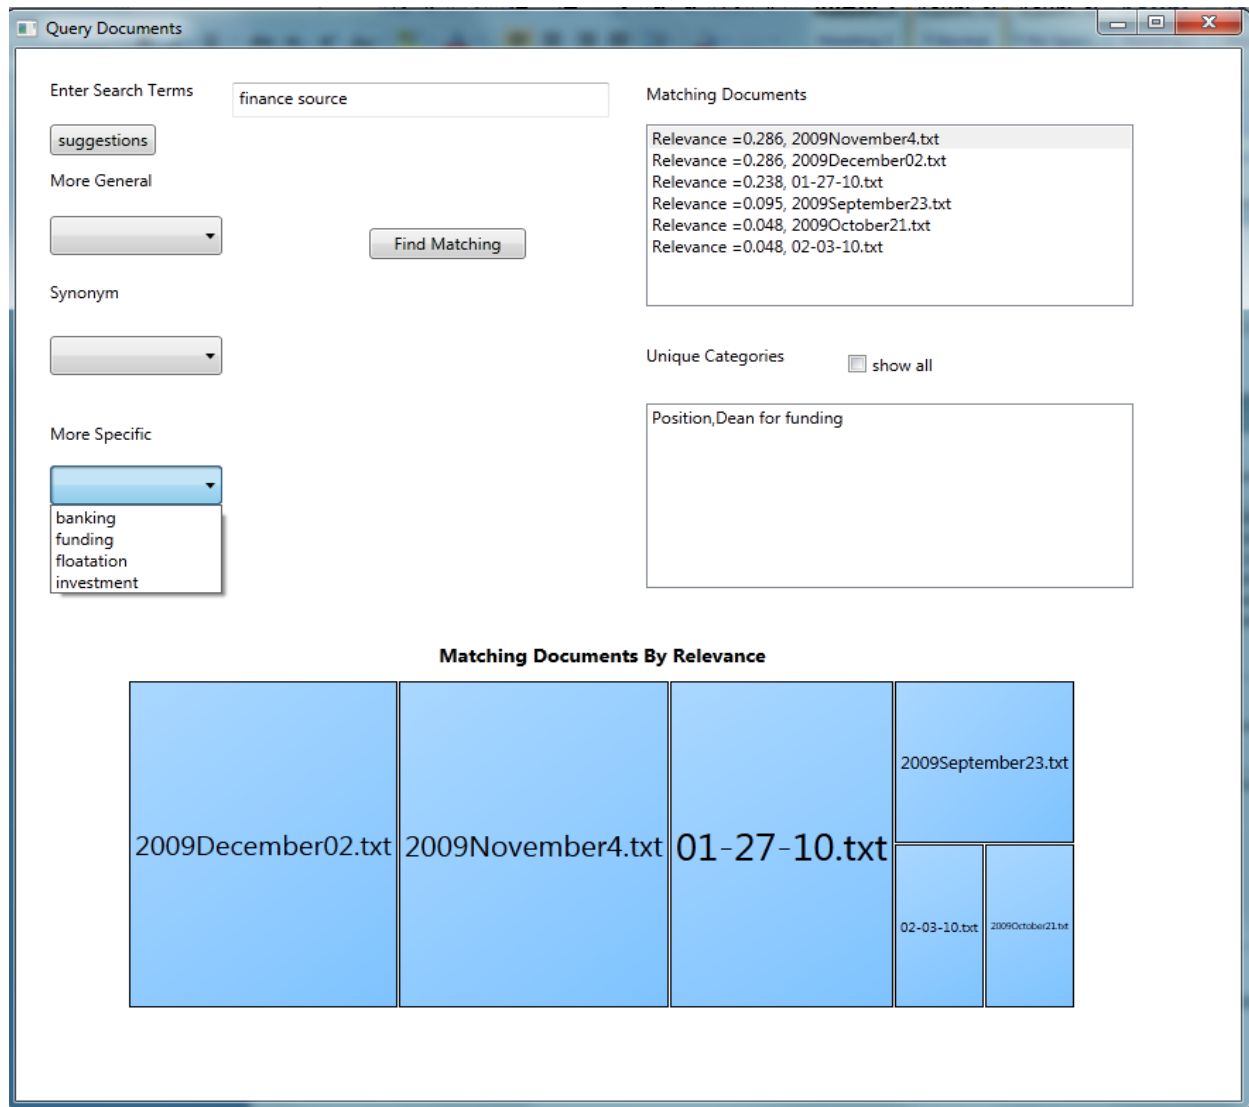 Query Documents
Enter Search Terms
finance source
suggestions
More General
Find Matching
Synonym
More Specific
banking
funding
floatation
investment
Matching Documents
Relevance =0.286, 2009November4.txt
Relevance =0.286, 2009December02.txt
Relevance =0.238, 01-27-10.txt
Relevance =0.095, 2009September23.txt
Relevance =0.048, 2009October21.txt
Relevance =0.048, 02-03-10.txt
Unique Categories
show all
Position,Dean for funding
Matching Documents By Relevance
2009December02.txt
2009November4.txt
01-27-10.txt
2009September23.txt
02-03-10.txt
2009October21.txt